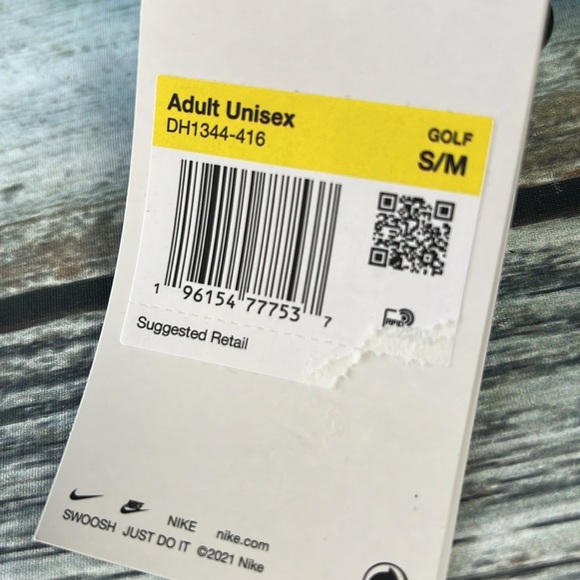 Adult Unisex
DH1344-416
GOLF
S/M
1 96154 77753 7
RFID
Suggested Retail
NIKE nike.com
SWOOSH JUST DO IT ©2021 Nike